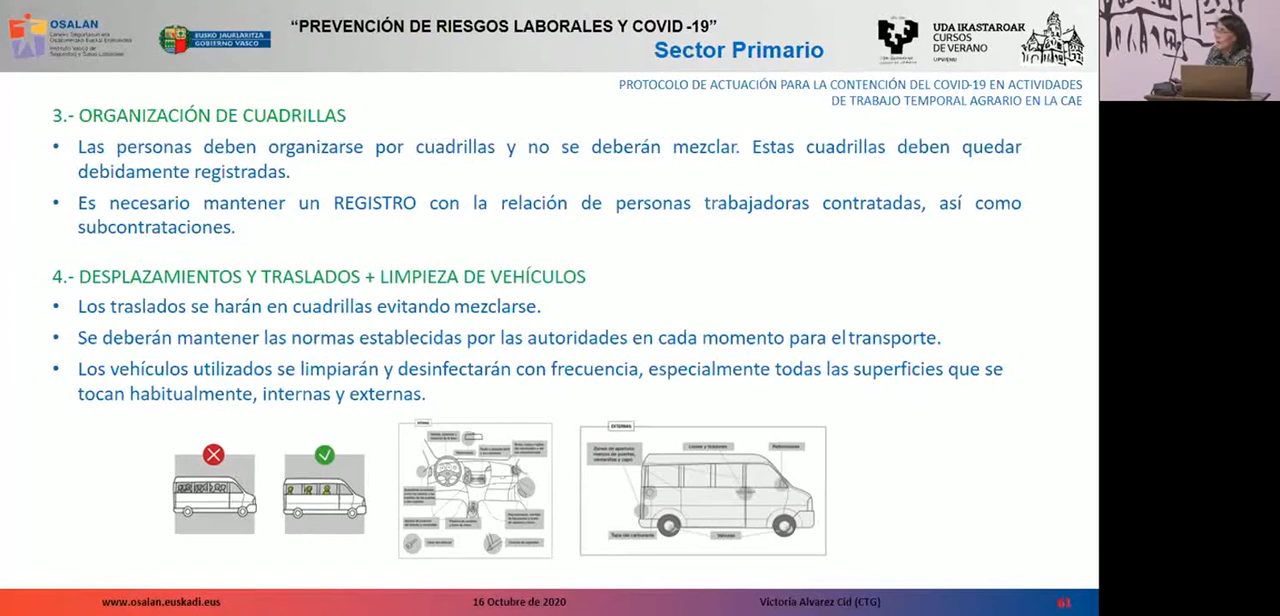 OSALAN
EUSKO JAURLARITZA
GOBIERNO VASCO
“PREVENCIÓN DE RIESGOS LABORALES Y COVID -19”
Sector Primario
UDA IKASTAROAK
CURSOS
DE VERANO
UPV/EHU
PROTOCOLO DE ACTUACIÓN PARA LA CONTENCIÓN DEL COVID-19 EN ACTIVIDADES
DE TRABAJO TEMPORAL AGRARIO EN LA CAE
3.- ORGANIZACIÓN DE CUADRILLAS
• Las personas deben organizarse por cuadrillas y no se deberán mezclar. Estas cuadrillas deben quedar
debidamente registradas.
• Es necesario mantener un REGISTRO con la relación de personas trabajadoras contratadas, así como
subcontrataciones.
4.- DESPLAZAMIENTOS Y TRASLADOS + LIMPIEZA DE VEHÍCULOS
• Los traslados se harán en cuadrillas evitando mezclarse.
• Se deberán mantener las normas establecidas por las autoridades en cada momento para el transporte.
• Los vehículos utilizados se limpiarán y desinfectarán con frecuencia, especialmente todas las superficies que se
tocan habitualmente, internas y externas.
EXTERNAS
www.osalan.euskadi.eus
16 Octubre de 2020
Victoria Alvarez Cid (CTG)
61